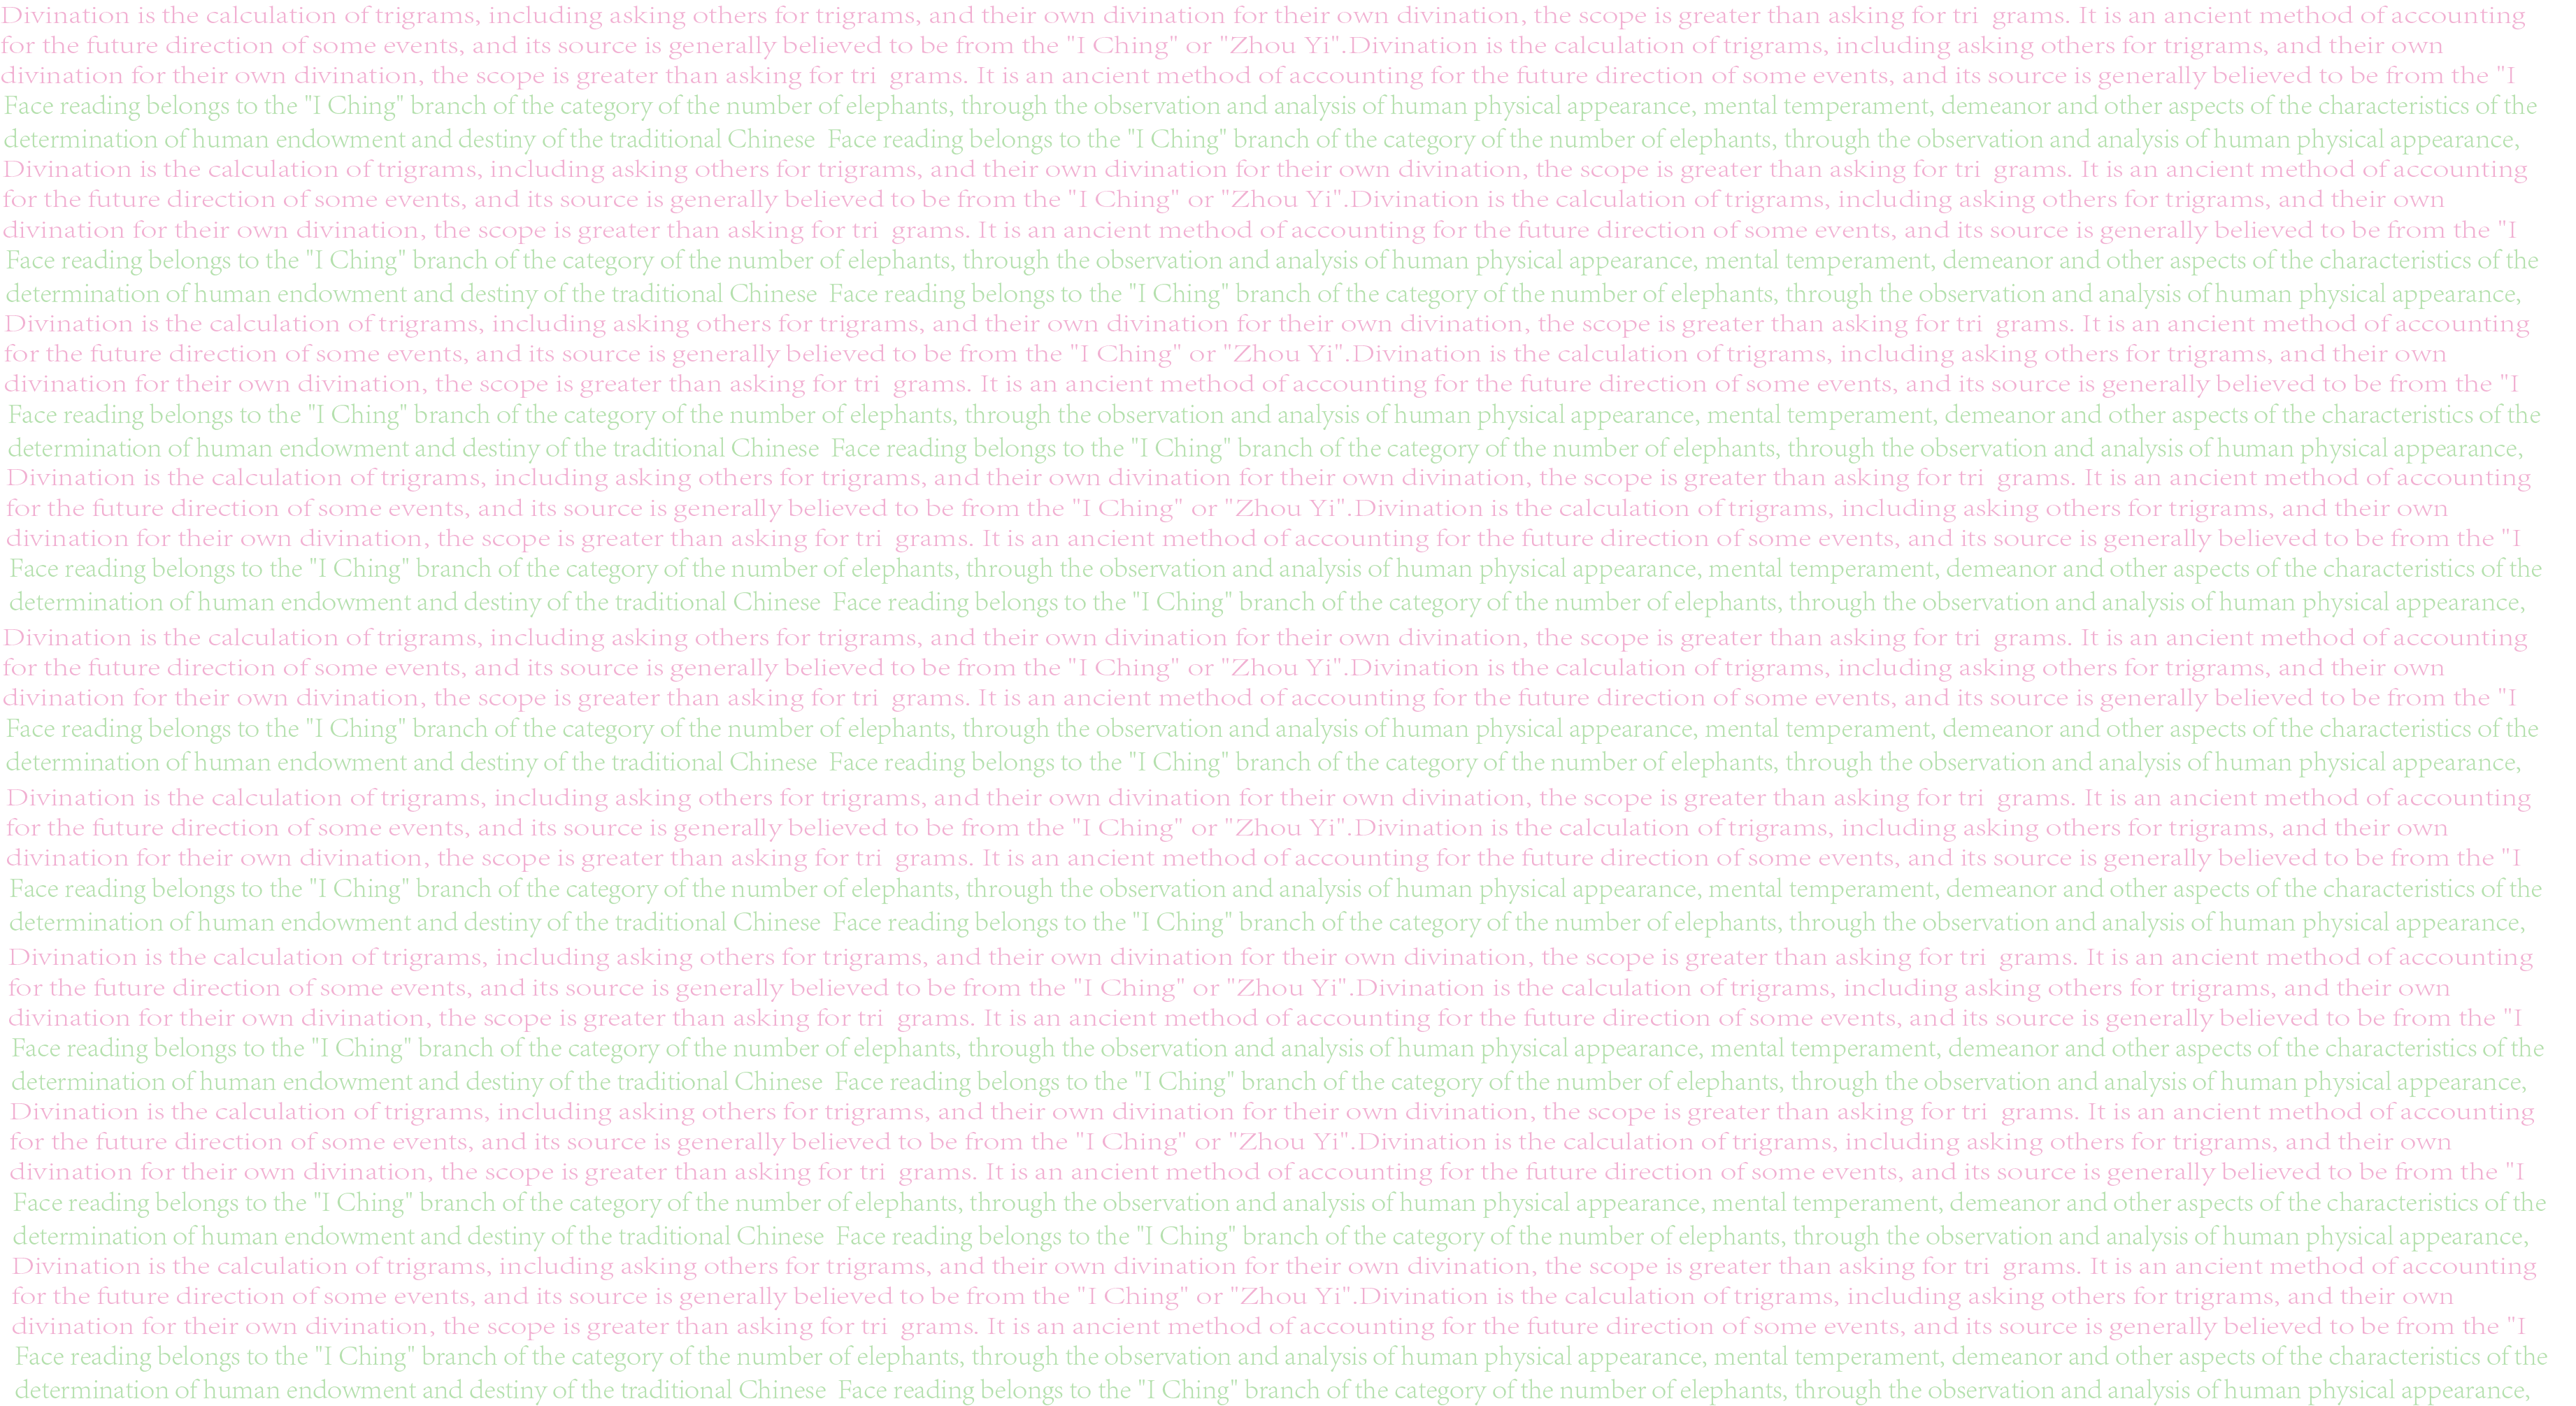 Divination is the calculation of trigrams, including asking others for trigrams, and their own divination for their own divination, the scope is greater than asking for tri  grams. It is an ancient method of accounting
for the future direction of some events, and its source is generally believed to be from the "I Ching" or "Zhou Yi".Divination is the calculation of trigrams, including asking others for trigrams, and their own
divination for their own divination, the scope is greater than asking for tri  grams. It is an ancient method of accounting for the future direction of some events, and its source is generally believed to be from the "I
Face reading belongs to the "I Ching" branch of the category of the number of elephants, through the observation and analysis of human physical appearance, mental temperament, demeanor and other aspects of the characteristics of the
determination of human endowment and destiny of the traditional Chinese  Face reading belongs to the "I Ching" branch of the category of the number of elephants, through the observation and analysis of human physical appearance,
Divination is the calculation of trigrams, including asking others for trigrams, and their own divination for their own divination, the scope is greater than asking for tri  grams. It is an ancient method of accounting
for the future direction of some events, and its source is generally believed to be from the "I Ching" or "Zhou Yi".Divination is the calculation of trigrams, including asking others for trigrams, and their own
divination for their own divination, the scope is greater than asking for tri  grams. It is an ancient method of accounting for the future direction of some events, and its source is generally believed to be from the "I
Face reading belongs to the "I Ching" branch of the category of the number of elephants, through the observation and analysis of human physical appearance, mental temperament, demeanor and other aspects of the characteristics of the
determination of human endowment and destiny of the traditional Chinese  Face reading belongs to the "I Ching" branch of the category of the number of elephants, through the observation and analysis of human physical appearance,
Divination is the calculation of trigrams, including asking others for trigrams, and their own divination for their own divination, the scope is greater than asking for tri  grams. It is an ancient method of accounting
for the future direction of some events, and its source is generally believed to be from the "I Ching" or "Zhou Yi".Divination is the calculation of trigrams, including asking others for trigrams, and their own
divination for their own divination, the scope is greater than asking for tri  grams. It is an ancient method of accounting for the future direction of some events, and its source is generally believed to be from the "I
Face reading belongs to the "I Ching" branch of the category of the number of elephants, through the observation and analysis of human physical appearance, mental temperament, demeanor and other aspects of the characteristics of the
determination of human endowment and destiny of the traditional Chinese  Face reading belongs to the "I Ching" branch of the category of the number of elephants, through the observation and analysis of human physical appearance,
Divination is the calculation of trigrams, including asking others for trigrams, and their own divination for their own divination, the scope is greater than asking for tri  grams. It is an ancient method of accounting
for the future direction of some events, and its source is generally believed to be from the "I Ching" or "Zhou Yi".Divination is the calculation of trigrams, including asking others for trigrams, and their own
divination for their own divination, the scope is greater than asking for tri  grams. It is an ancient method of accounting for the future direction of some events, and its source is generally believed to be from the "I
Face reading belongs to the "I Ching" branch of the category of the number of elephants, through the observation and analysis of human physical appearance, mental temperament, demeanor and other aspects of the characteristics of the
determination of human endowment and destiny of the traditional Chinese  Face reading belongs to the "I Ching" branch of the category of the number of elephants, through the observation and analysis of human physical appearance,
Divination is the calculation of trigrams, including asking others for trigrams, and their own divination for their own divination, the scope is greater than asking for tri  grams. It is an ancient method of accounting
for the future direction of some events, and its source is generally believed to be from the "I Ching" or "Zhou Yi".Divination is the calculation of trigrams, including asking others for trigrams, and their own
divination for their own divination, the scope is greater than asking for tri  grams. It is an ancient method of accounting for the future direction of some events, and its source is generally believed to be from the "I
Face reading belongs to the "I Ching" branch of the category of the number of elephants, through the observation and analysis of human physical appearance, mental temperament, demeanor and other aspects of the characteristics of the
determination of human endowment and destiny of the traditional Chinese  Face reading belongs to the "I Ching" branch of the category of the number of elephants, through the observation and analysis of human physical appearance,
Divination is the calculation of trigrams, including asking others for trigrams, and their own divination for their own divination, the scope is greater than asking for tri  grams. It is an ancient method of accounting
for the future direction of some events, and its source is generally believed to be from the "I Ching" or "Zhou Yi".Divination is the calculation of trigrams, including asking others for trigrams, and their own
divination for their own divination, the scope is greater than asking for tri  grams. It is an ancient method of accounting for the future direction of some events, and its source is generally believed to be from the "I
Face reading belongs to the "I Ching" branch of the category of the number of elephants, through the observation and analysis of human physical appearance, mental temperament, demeanor and other aspects of the characteristics of the
determination of human endowment and destiny of the traditional Chinese  Face reading belongs to the "I Ching" branch of the category of the number of elephants, through the observation and analysis of human physical appearance,
Divination is the calculation of trigrams, including asking others for trigrams, and their own divination for their own divination, the scope is greater than asking for tri  grams. It is an ancient method of accounting
for the future direction of some events, and its source is generally believed to be from the "I Ching" or "Zhou Yi".Divination is the calculation of trigrams, including asking others for trigrams, and their own
divination for their own divination, the scope is greater than asking for tri  grams. It is an ancient method of accounting for the future direction of some events, and its source is generally believed to be from the "I
Face reading belongs to the "I Ching" branch of the category of the number of elephants, through the observation and analysis of human physical appearance, mental temperament, demeanor and other aspects of the characteristics of the
determination of human endowment and destiny of the traditional Chinese  Face reading belongs to the "I Ching" branch of the category of the number of elephants, through the observation and analysis of human physical appearance,
Divination is the calculation of trigrams, including asking others for trigrams, and their own divination for their own divination, the scope is greater than asking for tri  grams. It is an ancient method of accounting
for the future direction of some events, and its source is generally believed to be from the "I Ching" or "Zhou Yi".Divination is the calculation of trigrams, including asking others for trigrams, and their own
divination for their own divination, the scope is greater than asking for tri  grams. It is an ancient method of accounting for the future direction of some events, and its source is generally believed to be from the "I
Face reading belongs to the "I Ching" branch of the category of the number of elephants, through the observation and analysis of human physical appearance, mental temperament, demeanor and other aspects of the characteristics of the
determination of human endowment and destiny of the traditional Chinese  Face reading belongs to the "I Ching" branch of the category of the number of elephants, through the observation and analysis of human physical appearance,
Divination is the calculation of trigrams, including asking others for trigrams, and their own divination for their own divination, the scope is greater than asking for tri  grams. It is an ancient method of accounting
for the future direction of some events, and its source is generally believed to be from the "I Ching" or "Zhou Yi".Divination is the calculation of trigrams, including asking others for trigrams, and their own
divination for their own divination, the scope is greater than asking for tri  grams. It is an ancient method of accounting for the future direction of some events, and its source is generally believed to be from the "I
Face reading belongs to the "I Ching" branch of the category of the number of elephants, through the observation and analysis of human physical appearance, mental temperament, demeanor and other aspects of the characteristics of the
determination of human endowment and destiny of the traditional Chinese  Face reading belongs to the "I Ching" branch of the category of the number of elephants, through the observation and analysis of human physical appearance,